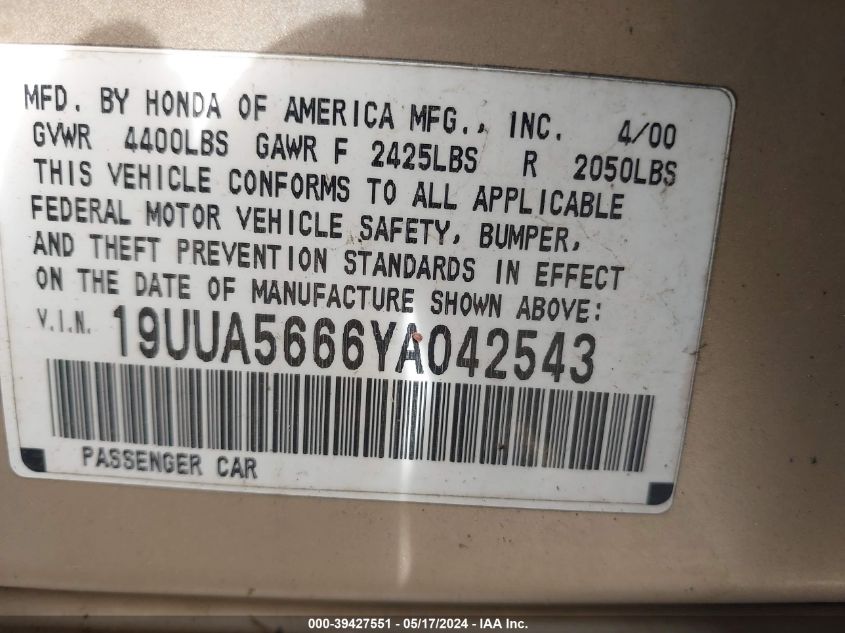 MFD. BY HONDA OF AMERICA MFG., INC. 4/00
GVWR 4400LBS GAWR F 2425LBS R 2050LBS
THIS VEHICLE CONFORMS TO ALL APPLICABLE
FEDERAL MOTOR VEHICLE SAFETY, BUMPER,
AND THEFT PREVENTION STANDARDS IN EFFECT
ON THE DATE OF MANUFACTURE SHOWN ABOVE:
V.I.N. 19UUA5666YA042543
PASSENGER CAR
000-39427551 - 05/17/2024 - IAA Inc.